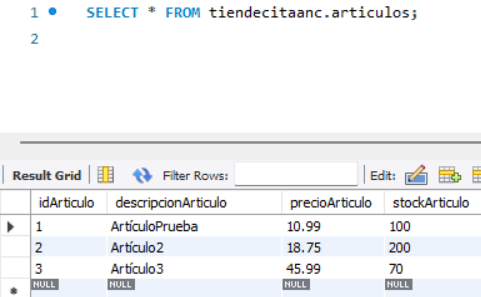 1 SELECT * FROM tiendecitaanc.articulos;
2
Result Grid Filter Rows: Edit:
idArticulo descripcionArticulo precioArticulo stockArticulo
1 ArtículoPrueba 10.99 100
2 Artículo2 18.75 200
3 Artículo3 45.99 70
NULL NULL NULL NULL